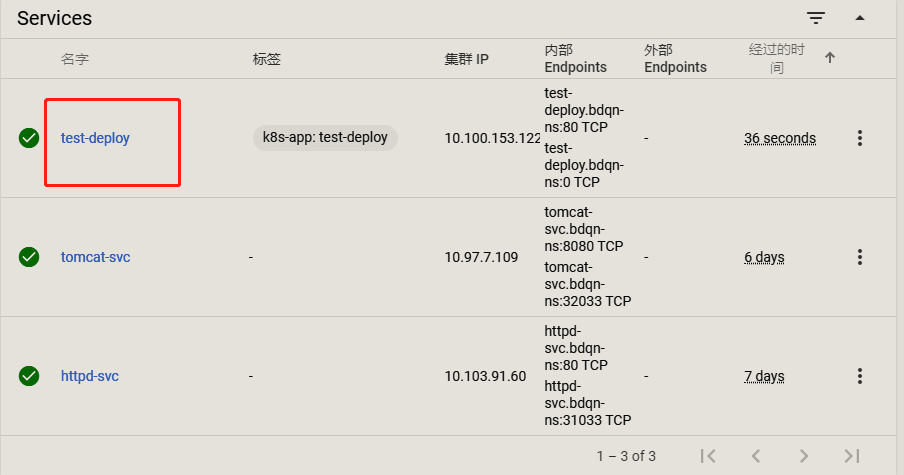 Services
名字
标签
集群 IP
内部
Endpoints
外部
Endpoints
经过的时
间
test-deploy
k8s-app: test-deploy
10.100.153.122
test-
deploy.bdqn-
ns:80 TCP
test-
deploy.bdqn-
ns:0 TCP
-
36 seconds
tomcat-svc
-
10.97.7.109
tomcat-
svc.bdqn-
ns:8080 TCP
tomcat-
svc.bdqn-
ns:32033 TCP
-
6 days
httpd-svc
-
10.103.91.60
httpd-
svc.bdqn-
ns:80 TCP
httpd-
svc.bdqn-
ns:31033 TCP
-
7 days
1 – 3 of 3